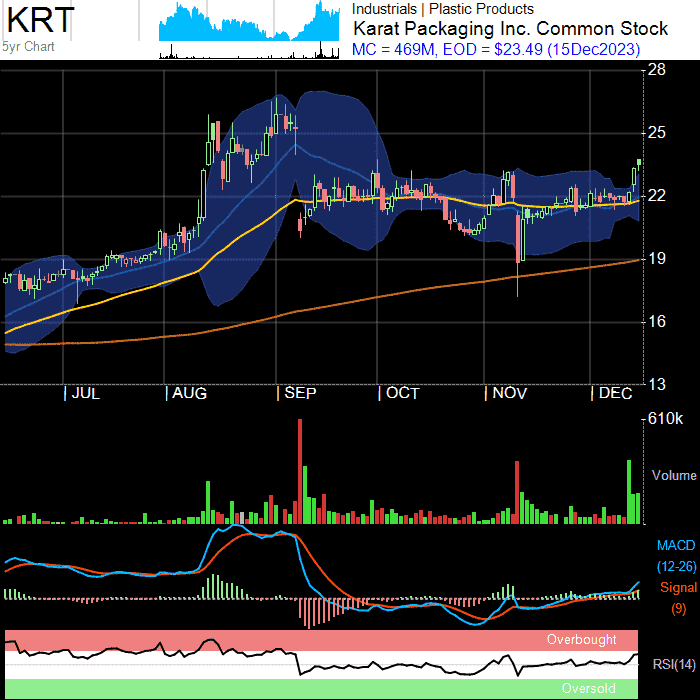 KRT
5yr Chart
Industrials | Plastic Products
Karat Packaging Inc. Common Stock
MC = 469M, EOD = $23.49 (15Dec2023)
28
25
22
19
16
13
| JUL | AUG | SEP | OCT | NOV | DEC
610k
Volume
MACD
(12-26)
Signal
(9)
Overbought
RSI(14)
Oversold